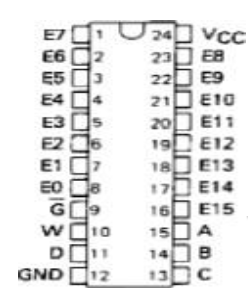 E7 1 24 VCC
E6 2 23 E8
E5 3 22 E9
E4 4 21 E10
E3 5 20 E11
E2 6 19 E12
E1 7 18 E13
E0 8 17 E14
G̅ 9 16 E15
W 10 15 A
D 11 14 B
GND 12 13 C